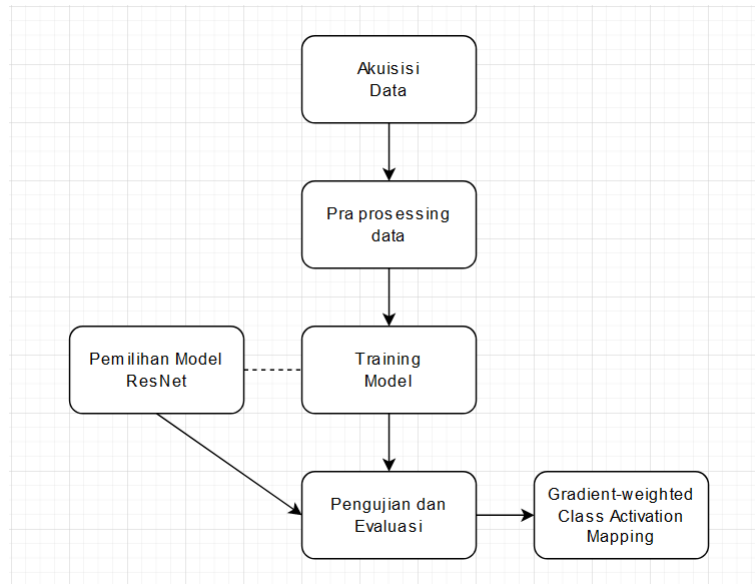 Akuisisi
Data
Pra prosessing
data
Pemilihan Model
ResNet
Training
Model
Pengujian dan
Evaluasi
Gradient-weighted
Class Activation
Mapping